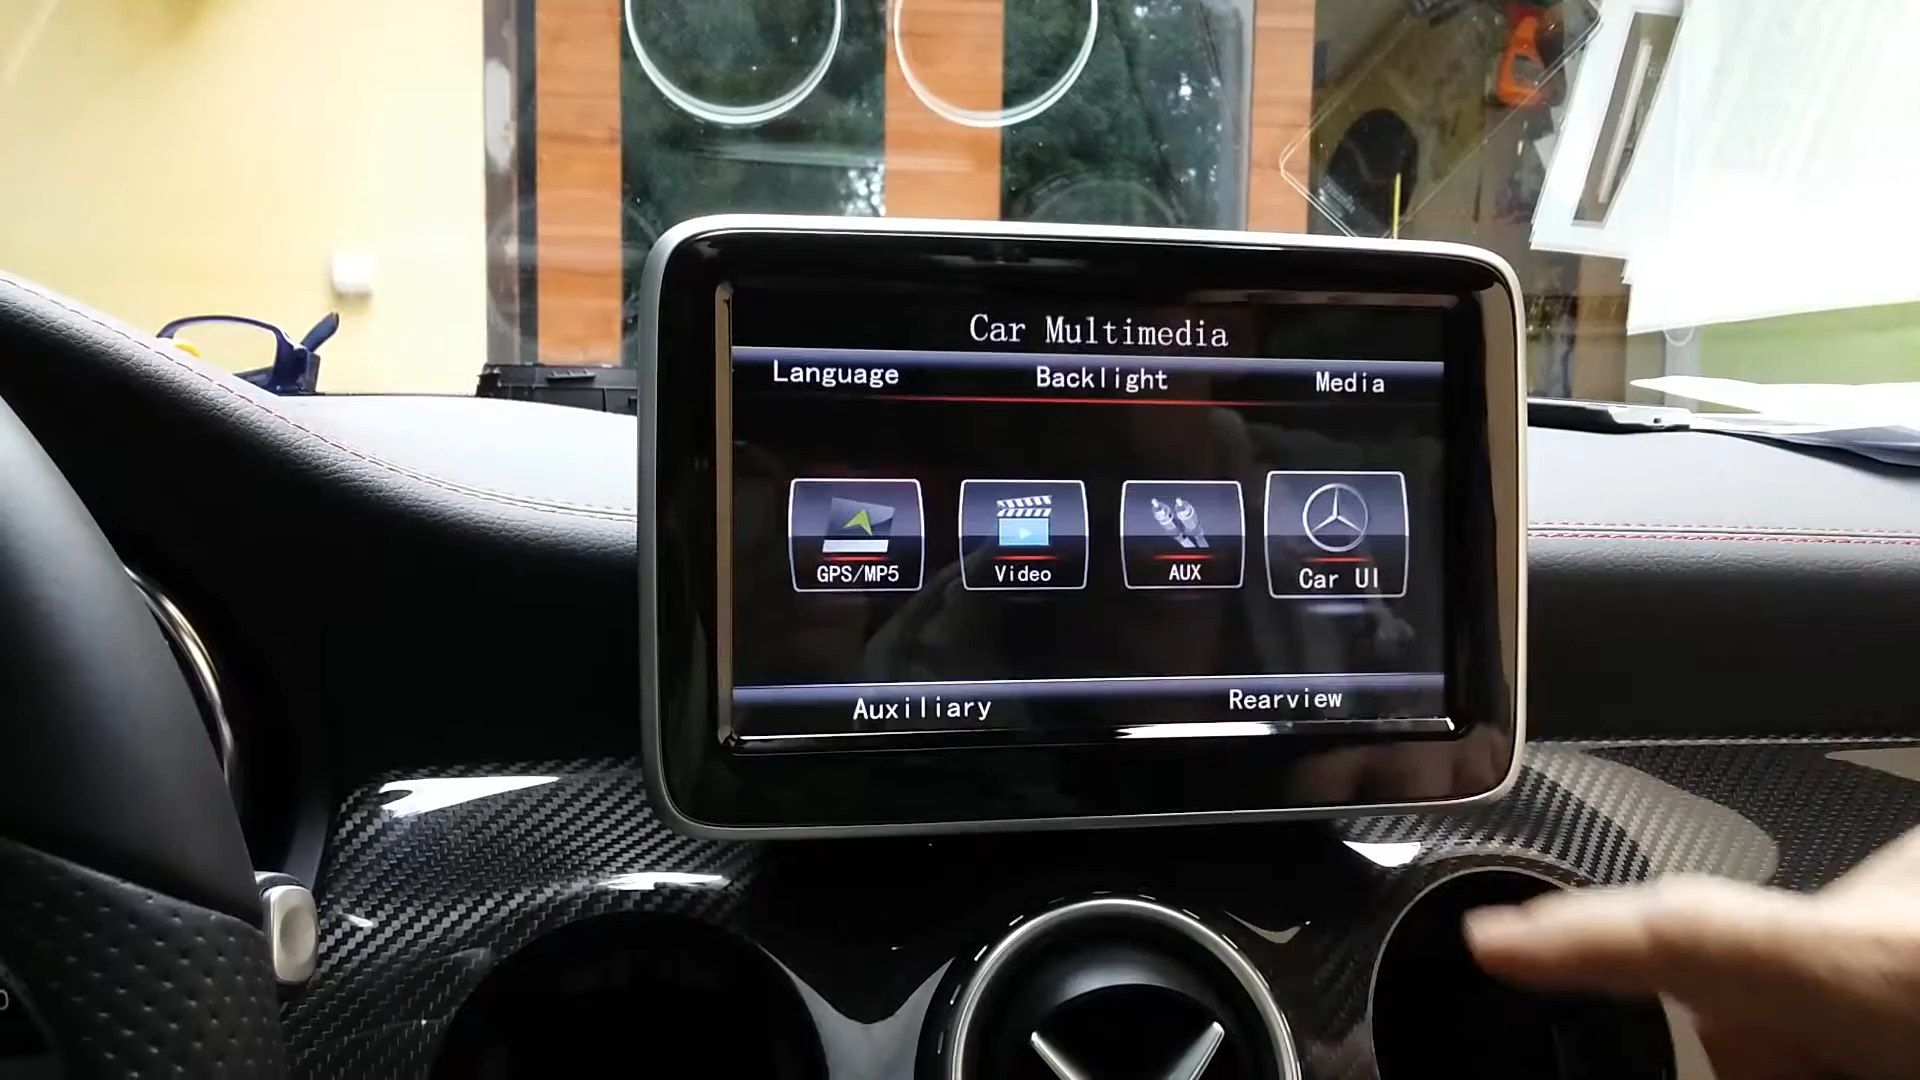 Car Multimedia
Language Backlight Media
GPS/MP5 Video AUX Car UI
Auxiliary Rearview